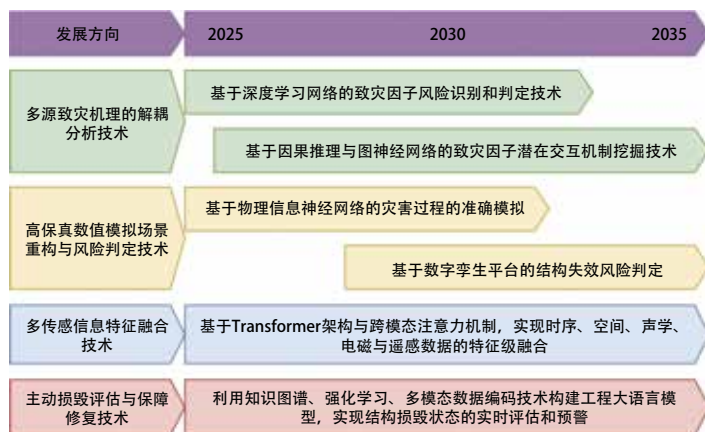 发展方向
2025
2030
2035
多源致灾机理的解耦
分析技术
基于深度学习网络的致灾因子风险识别和判定技术
基于因果推理与图神经网络的致灾因子潜在交互机制挖掘技术
高保真数值模拟场景
重构与风险判定技术
基于物理信息神经网络的灾害过程的准确模拟
基于数字孪生平台的结构失效风险判定
多传感信息特征融合
技术
基于Transformer架构与跨模态注意力机制，实现时序、空间、声学、
电磁与遥感数据的特征级融合
主动损毁评估与保障
修复技术
利用知识图谱、强化学习、多模态数据编码技术构建工程大语言模
型，实现结构损毁状态的实时评估和预警